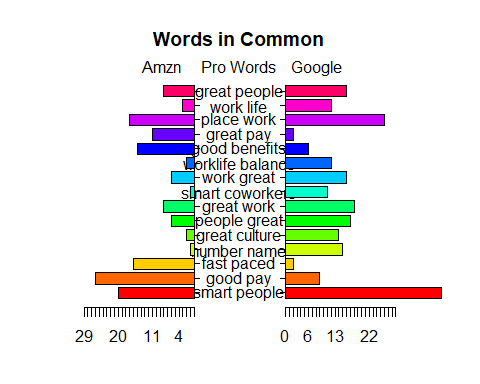 Words in Common
Amzn Pro Words Google
great people
work life
place work
great pay
good benefits
worklife balance
work great
smart coworkers
great work
people great
great culture
number name
fast paced
good pay
smart people
29 20 11 4 0 6 13 22